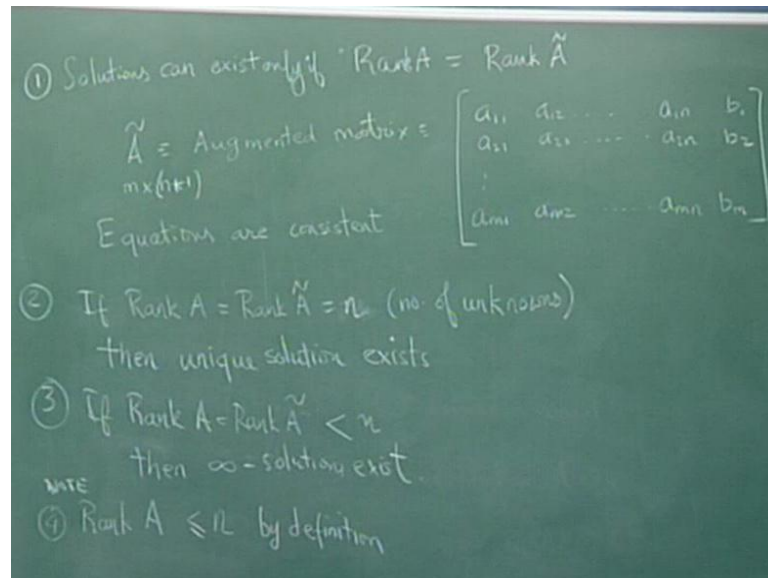 ① Solutions can exist only if Rank A = Rank Ã
Ã = Augmented matrix = [ a₁₁ a₁₂ .... a₁ₙ b₁
a₂₁ a₂₂ ..... a₂ₙ b₂
⋮
aₘ₁ aₘ₂ ..... aₘₙ bₘ ]
m×(n+1)
Equations are consistent
② If Rank A = Rank Ã = n (no. of unknowns)
then unique solution exists
③ If Rank A = Rank Ã < n
then ∞-solution exist.
NOTE
④ Rank A ⩽ n by definition